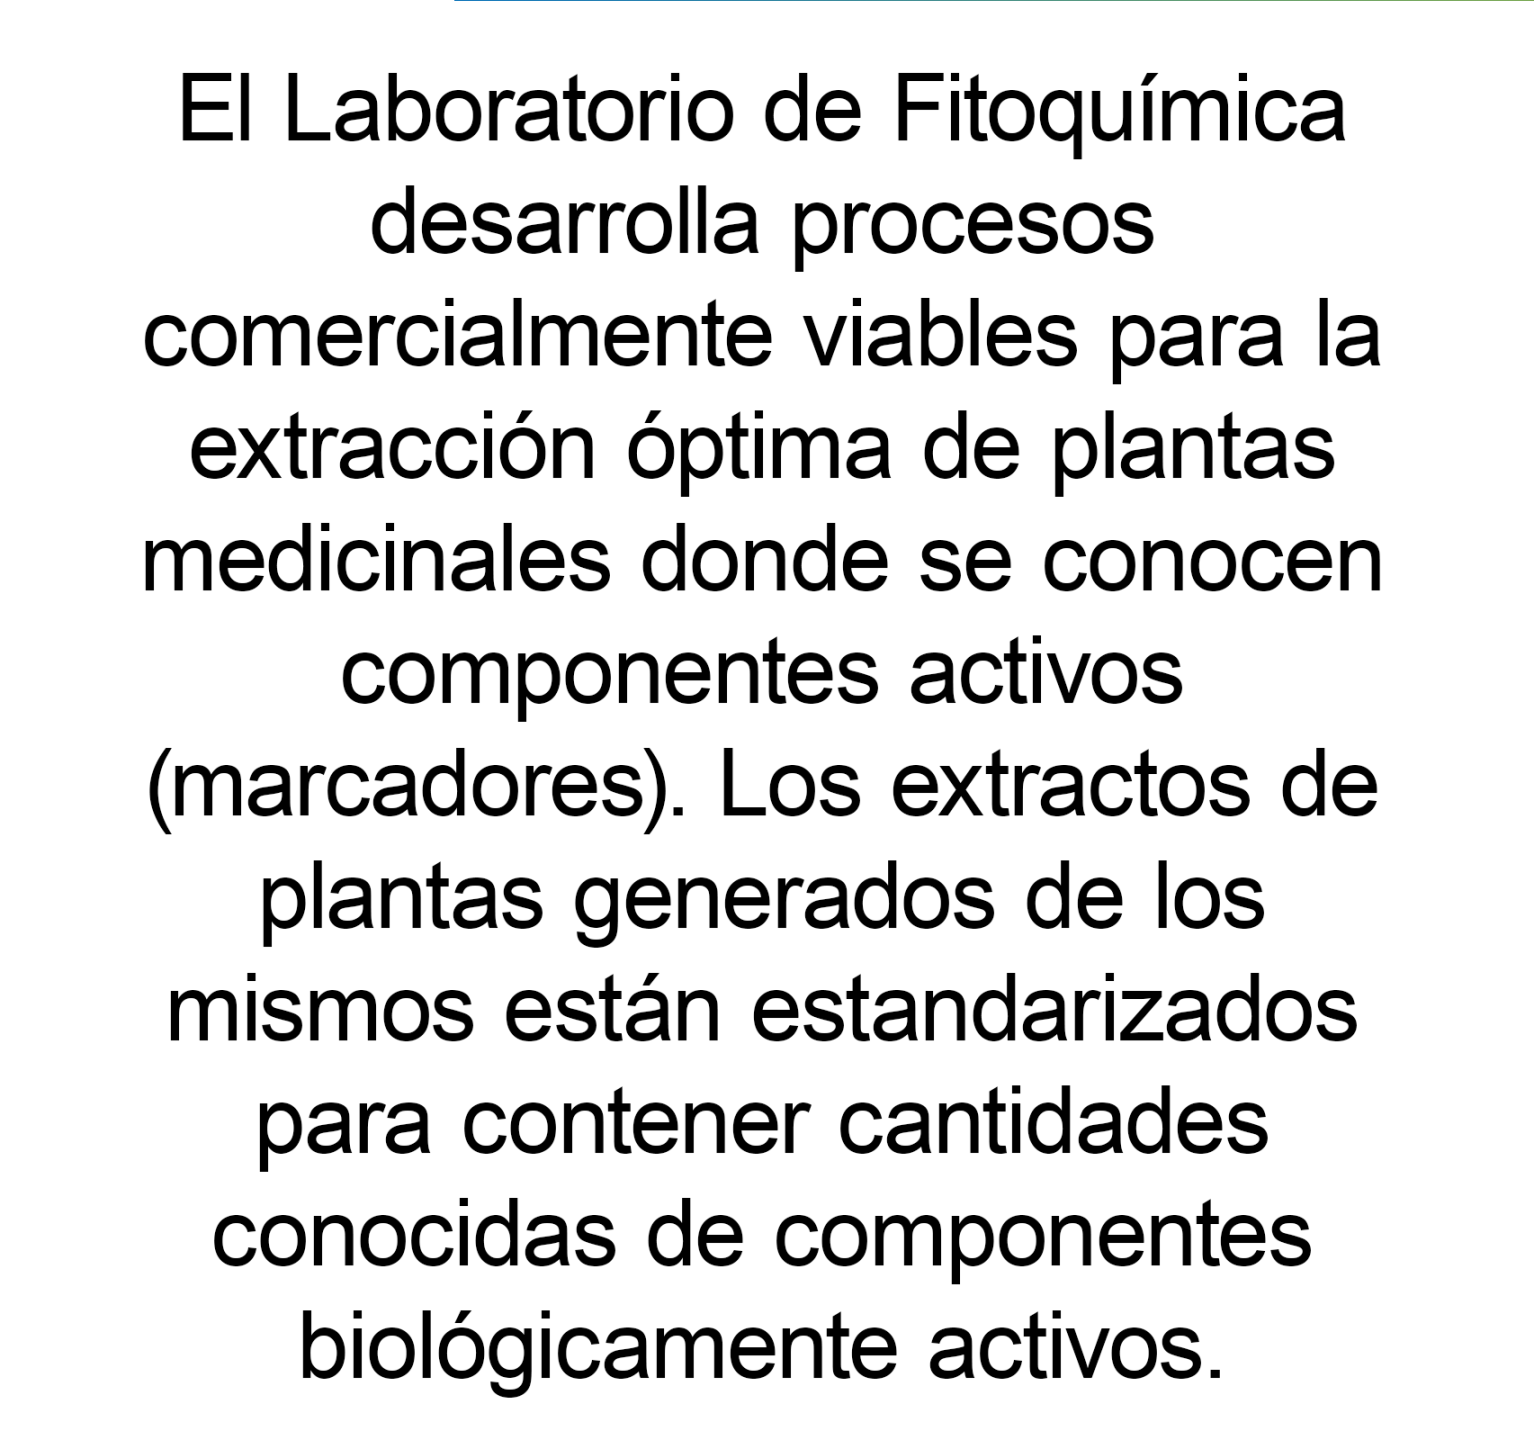 El Laboratorio de Fitoquímica
desarrolla procesos
comercialmente viables para la
extracción óptima de plantas
medicinales donde se conocen
componentes activos
(marcadores). Los extractos de
plantas generados de los
mismos están estandarizados
para contener cantidades
conocidas de componentes
biológicamente activos.